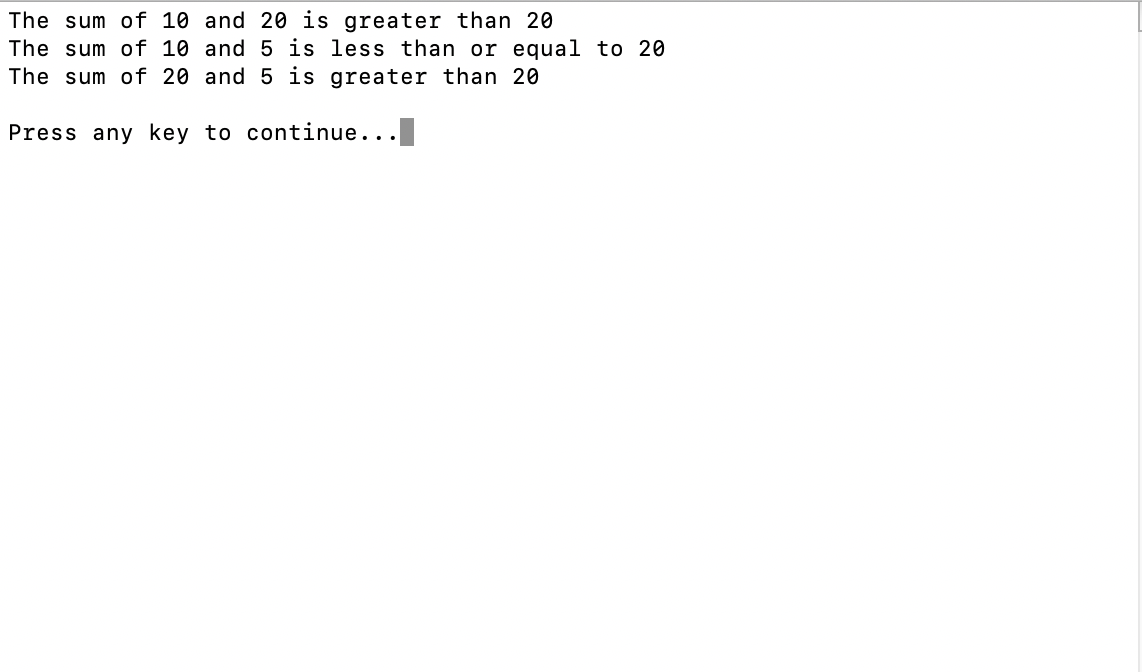 The sum of 10 and 20 is greater than 20
The sum of 10 and 5 is less than or equal to 20
The sum of 20 and 5 is greater than 20
Press any key to continue...